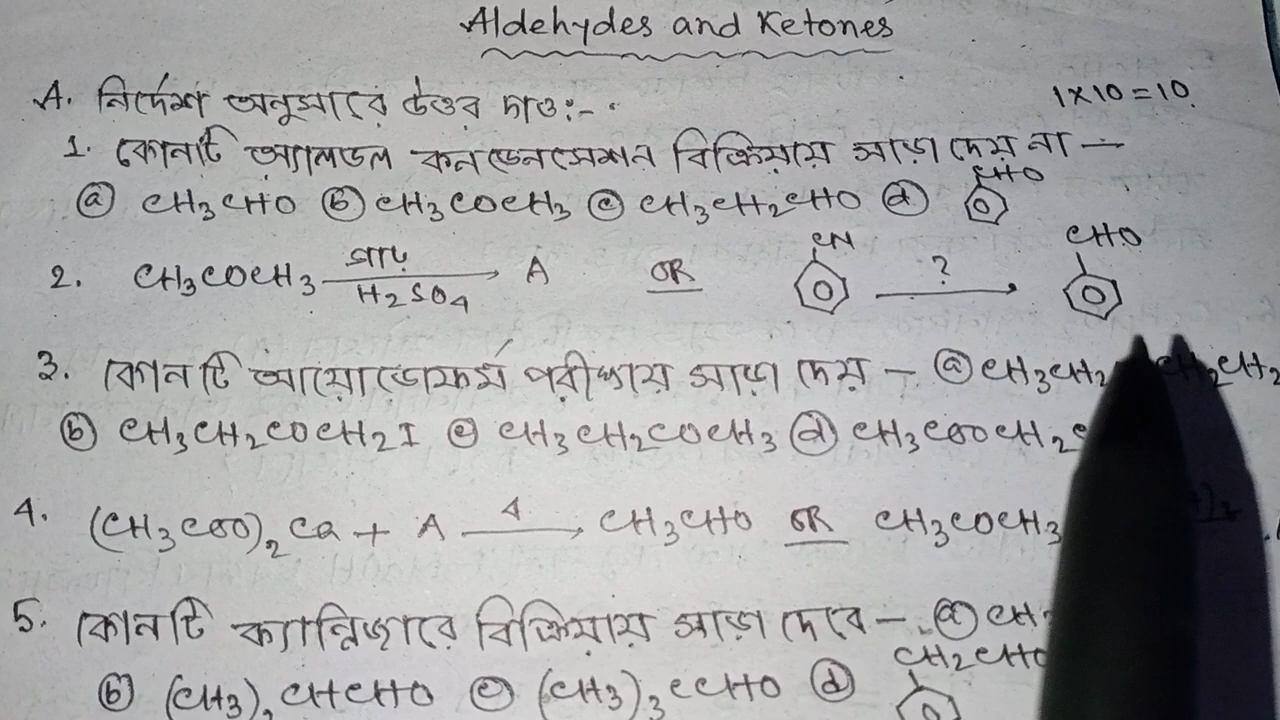 Aldehydes and Ketones
A. নির্দেশ অনুসারে উত্তর দাও:- 1×10=10.
1. কোনটি অ্যালডল কনডেনসেশন বিক্রিয়ায় সাড়া দেয় না —
ⓐ CH3CHO ⓑ CH3COCH3 ⓒ CH3CH2CHO ⓓ CHO
2. CH3COCH3 গাঢ় H2SO4 → A OR CN ? → CHO
3. কোনটি আয়োডোফর্ম পরীক্ষায় সাড়া দেয় - ⓐ CH3CH2 CH2CH2
ⓑ CH3CH2COCH2I ⓒ CH3CH2COCH3 ⓓ CH3COOCH2
4. (CH3COO)2Ca + A Δ → CH3CHO OR CH3COCH3
5. কোনটি ক্যান্নিজারে বিক্রিয়ায় সাড়া দেবে - ⓐ CH
ⓑ (CH3)2CHCHO ⓒ (CH3)3CCHO ⓓ CH2CHO